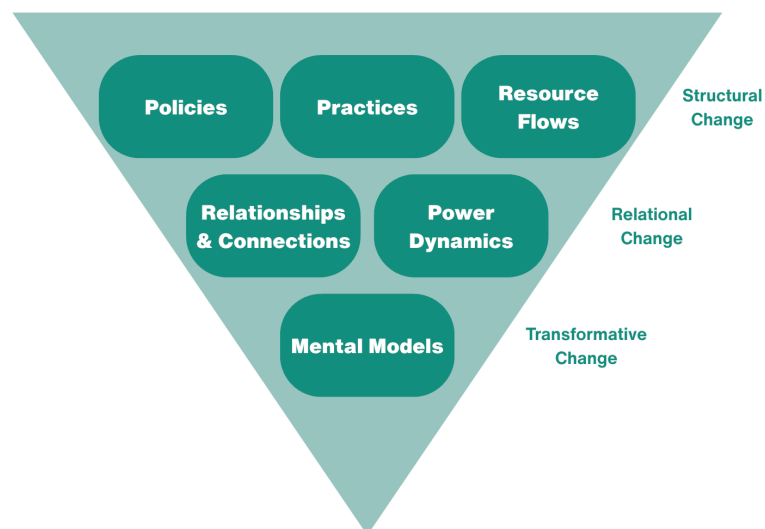 Policies
Practices
Resource
Flows
Structural
Change
Relationships
& Connections
Power
Dynamics
Relational
Change
Mental Models
Transformative
Change